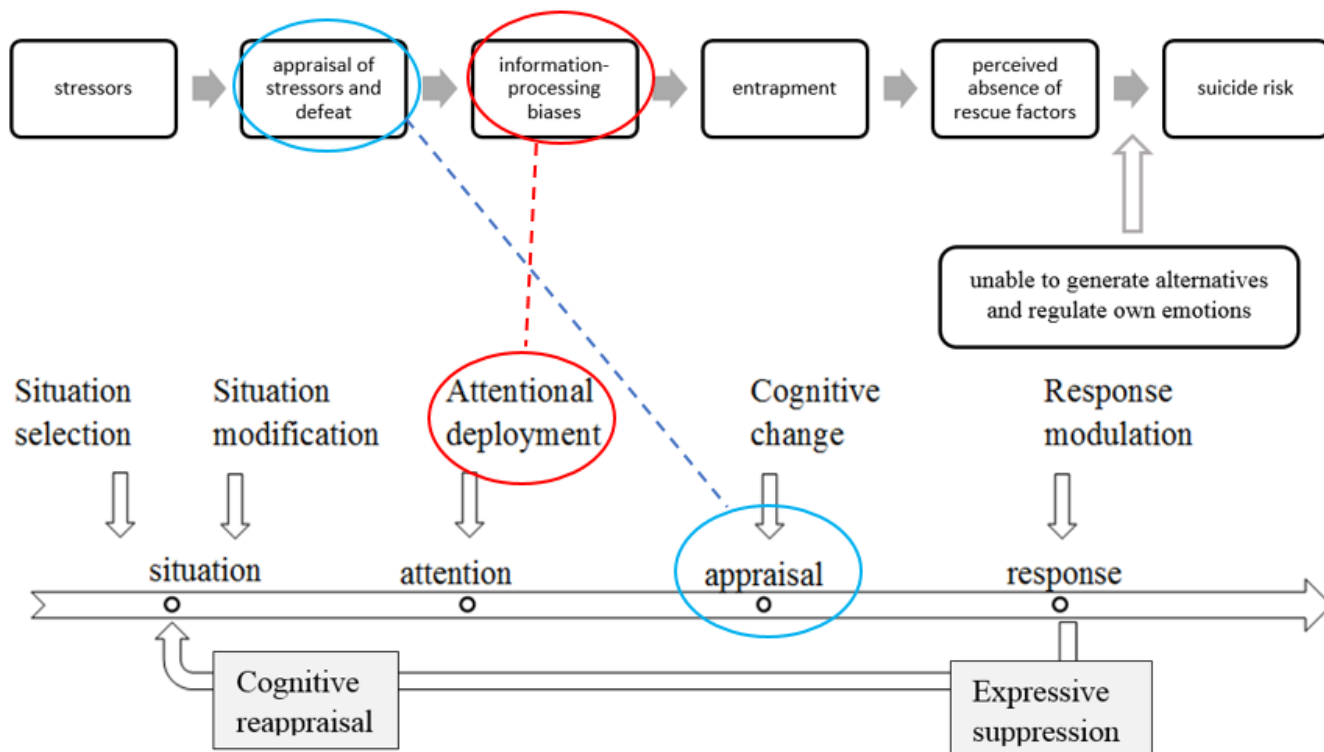 stressors
appraisal of
stressors and
defeat
information-
processing
biases
entrapment
perceived
absence of
rescue factors
suicide risk
unable to generate alternatives
and regulate own emotions
Situation
selection
Situation
modification
Attentional
deployment
Cognitive
change
Response
modulation
situation
attention
appraisal
response
Cognitive
reappraisal
Expressive
suppression